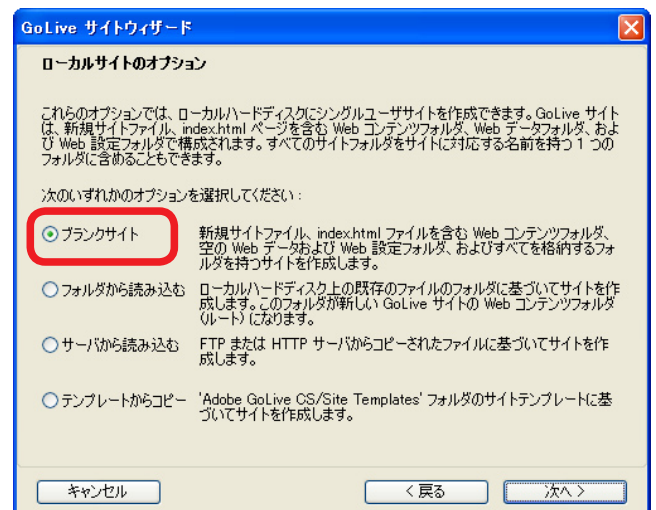 GoLive サイトウィザード
ローカルサイトのオプション
これらのオプションでは、ローカルハードディスクにシングルユーザサイトを作成できます。GoLive サイト
は、新規サイトファイル、index.html ページを含む Web コンテンツフォルダ、Web データフォルダ、およ
び Web 設定フォルダで構成されます。すべてのサイトフォルダをサイトに対応する名前を持つ 1 つの
フォルダに含めることもできます。
次のいずれかのオプションを選択してください :
ブランクサイト
新規サイトファイル、index.html ファイルを含む Web コンテンツフォルダ、
空の Web データおよび Web 設定フォルダ、およびすべてを格納するフォ
ルダを持つサイトを作成します。
フォルダから読み込む
ローカルハードディスク上の既存のファイルのフォルダに基づいてサイトを作
成します。このフォルダが新しい GoLive サイトの Web コンテンツフォルダ
(ルート) になります。
サーバから読み込む
FTP または HTTP サーバからコピーされたファイルに基づいてサイトを作
成します。
テンプレートからコピー
'Adobe GoLive CS/Site Templates' フォルダのサイトテンプレートに基
づいてサイトを作成します。
キャンセル
< 戻る
次へ >